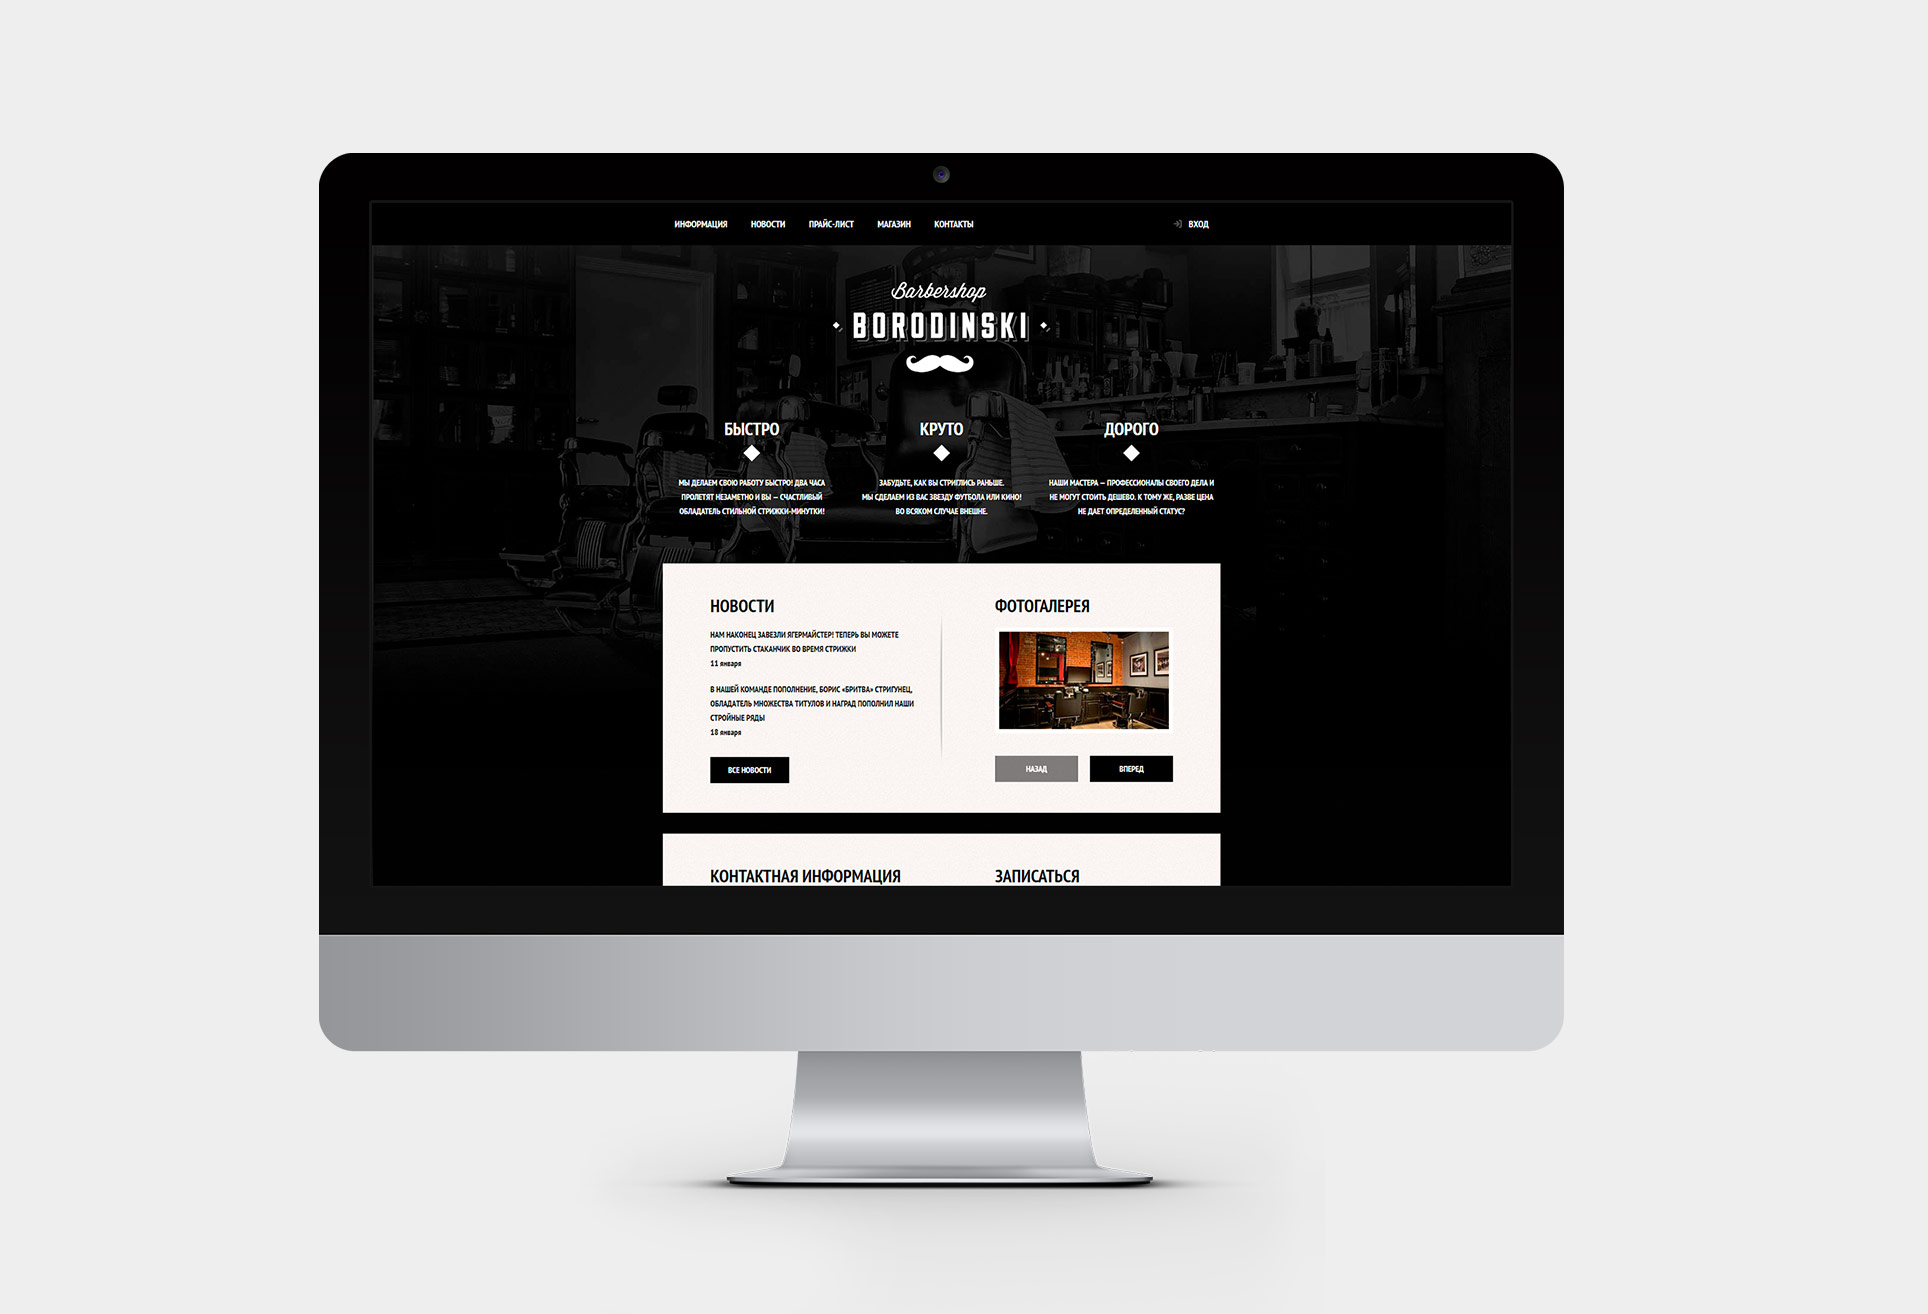 ИНФОРМАЦИЯ НОВОСТИ ПРАЙС-ЛИСТ МАГАЗИН КОНТАКТЫ ВХОД
Barbershop
BORODINSKI
БЫСТРО
МЫ ДЕЛАЕМ СВОЮ РАБОТУ БЫСТРО! ДВА ЧАСА
ПРОЛЕТЯТ НЕЗАМЕТНО И ВЫ — СЧАСТЛИВЫЙ
ОБЛАДАТЕЛЬ СТИЛЬНОЙ СТРИЖКИ-МИНУТКИ!
КРУТО
ЗАБУДЬТЕ, КАК ВЫ СТРИГЛИСЬ РАНЬШЕ.
МЫ СДЕЛАЕМ ИЗ ВАС ЗВЕЗДУ ФУТБОЛА ИЛИ КИНО!
ВО ВСЯКОМ СЛУЧАЕ ВНЕШНЕ.
ДОРОГО
НАШИ МАСТЕРА — ПРОФЕССИОНАЛЫ СВОЕГО ДЕЛА И
НЕ МОГУТ СТОИТЬ ДЕШЕВО. К ТОМУ ЖЕ, РАЗВЕ ЦЕНА
НЕ ДАЕТ ОПРЕДЕЛЕННЫЙ СТАТУС?
НОВОСТИ
НАМ НАКОНЕЦ ЗАВЕЗЛИ ЯГЕРМАЙСТЕР! ТЕПЕРЬ ВЫ МОЖЕТЕ
ПРОПУСТИТЬ СТАКАНЧИК ВО ВРЕМЯ СТРИЖКИ
11 января
В НАШЕЙ КОМАНДЕ ПОПОЛНЕНИЕ, БОРИС «БРИТВА» СТРИГУНЕЦ,
ОБЛАДАТЕЛЬ МНОЖЕСТВА ТИТУЛОВ И НАГРАД ПОПОЛНИЛ НАШИ
СТРОЙНЫЕ РЯДЫ
18 января
ВСЕ НОВОСТИ
ФОТОГАЛЕРЕЯ
НАЗАД ВПЕРЕД
КОНТАКТНАЯ ИНФОРМАЦИЯ
ЗАПИСАТЬСЯ